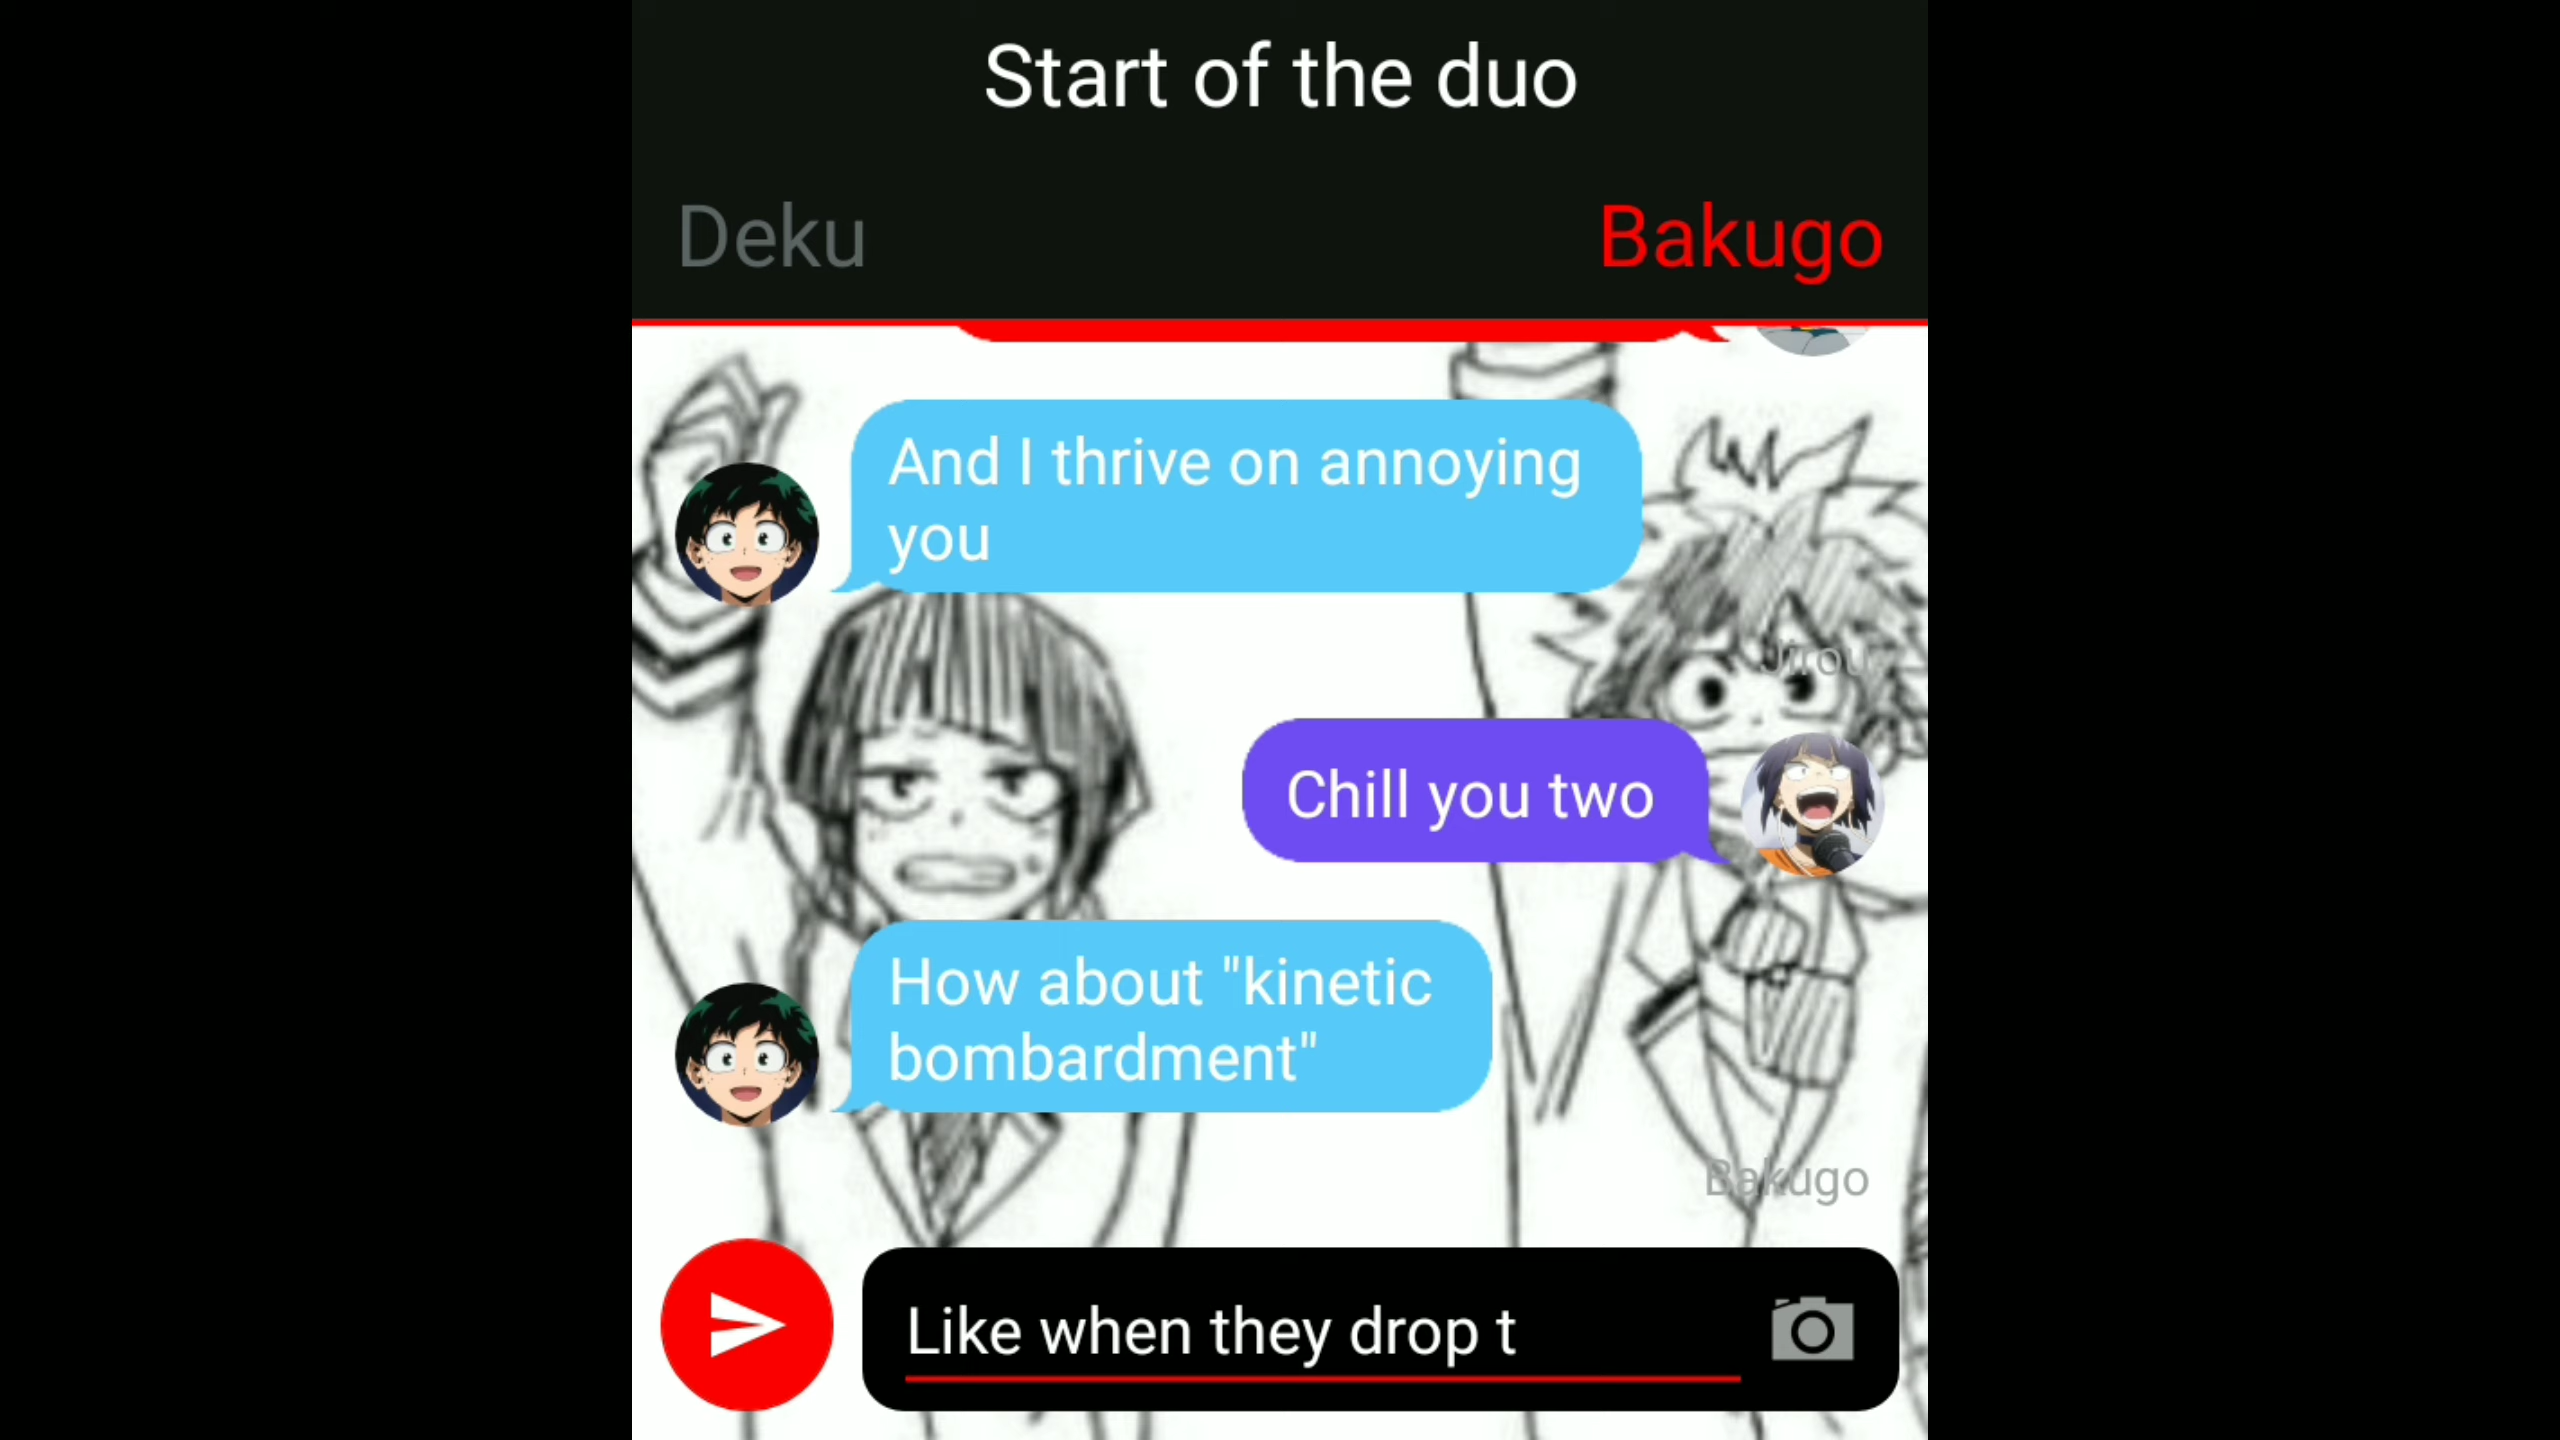 Start of the duo
Deku
Bakugo
And I thrive on annoying
you
Jirou
Chill you two
How about "kinetic
bombardment"
Bakugo
Like when they drop t